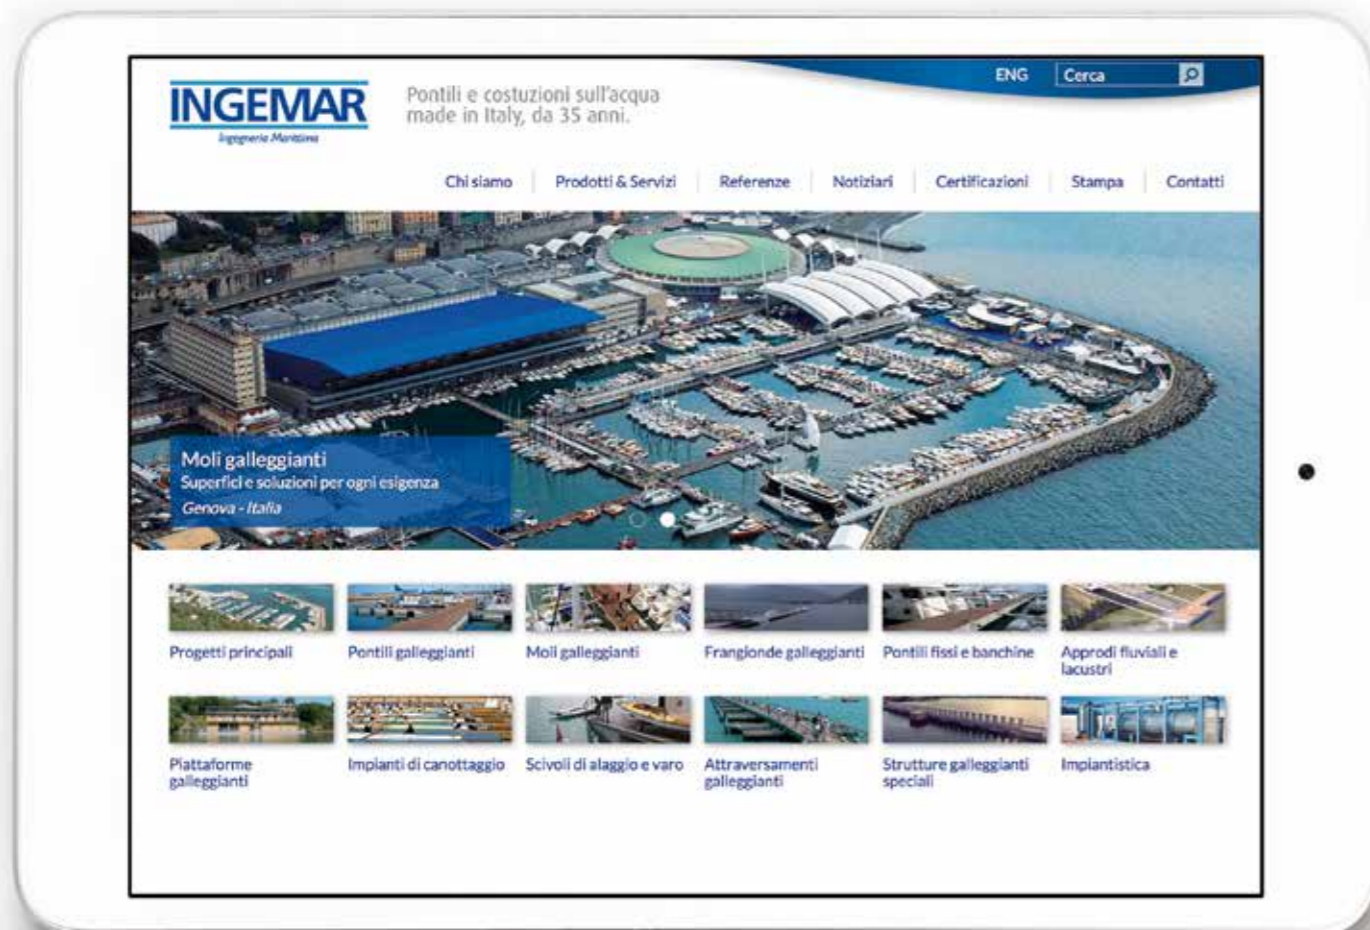 ENG
Cerca
INGEMAR
Ingegneria Marittima
Pontili e costuzioni sull'acqua
made in Italy, da 35 anni.
Chi siamo
Prodotti & Servizi
Referenze
Notiziari
Certificazioni
Stampa
Contatti
Moli galleggianti
Superfici e soluzioni per ogni esigenza
Genova - Italia
Progetti principali
Pontili galleggianti
Moli galleggianti
Frangionde galleggianti
Pontili fissi e banchine
Approdi fluviali e
lacustri
Piattaforme
galleggianti
Impianti di canottaggio
Scivoli di alaggio e varo
Attraversamenti
galleggianti
Strutture galleggianti
speciali
Impiantistica